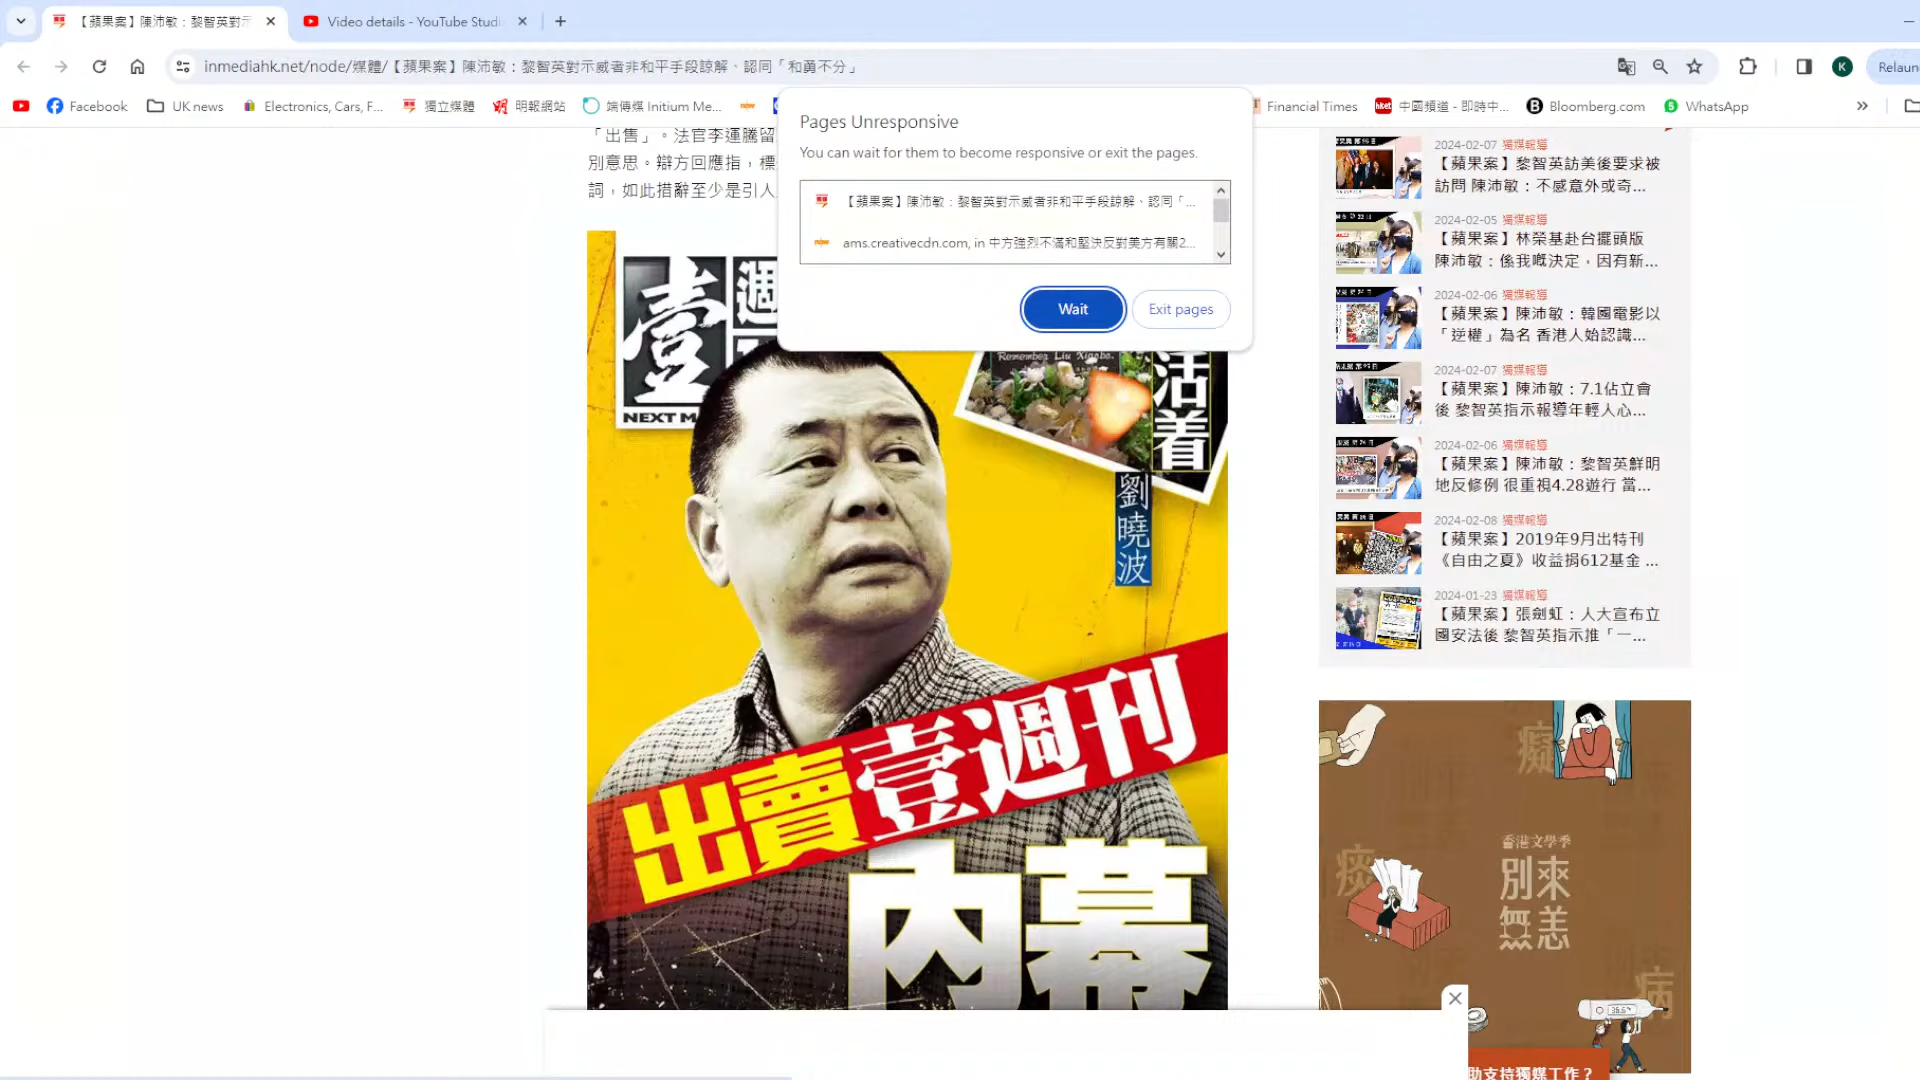 【蘋果案】陳沛敏：黎智英對示
Video details - YouTube Studi
inmediahk.net/node/媒體/【蘋果案】陳沛敏：黎智英對示威者非和平手段諒解、認同「和勇不分」
K
Relaun
Facebook
UK news
Electronics, Cars, F...
獨立媒體
明報網站
端傳媒 Initium Me...
now
Financial Times
hket
中國頻道 - 即時中...
Bloomberg.com
WhatsApp
Pages Unresponsive
You can wait for them to become responsive or exit the pages.
【蘋果案】陳沛敏：黎智英對示威者非和平手段諒解、認同「...
now
ams.creativecdn.com, in 中方強烈不滿和堅決反對美方有關2...
Wait
Exit pages
「出售」。法官李運騰留
別意思。辯方回應指，標
詞，如此措辭至少是引人
壹週
NEXT M
Remember Liu Xiaobo.
活着
劉曉波
出賣壹週刊
內幕
2024-02-07 獨媒報導
【蘋果案】黎智英訪美後要求被
訪問 陳沛敏：不感意外或奇...
2024-02-05 獨媒報導
【蘋果案】林榮基赴台擺頭版
陳沛敏：係我嘅決定，因有新...
2024-02-06 獨媒報導
【蘋果案】陳沛敏：韓國電影以
「逆權」為名 香港人始認識...
2024-02-07 獨媒報導
【蘋果案】陳沛敏：7.1佔立會
後 黎智英指示報導年輕人心...
2024-02-06 獨媒報導
【蘋果案】陳沛敏：黎智英鮮明
地反修例 很重視4.28遊行 當...
2024-02-08 獨媒報導
【蘋果案】2019年9月出特刊
《自由之夏》收益捐612基金 ...
2024-01-23 獨媒報導
【蘋果案】張劍虹：人大宣布立
國安法後 黎智英指示推「一...
癡
香港文學季
別來
無恙
痰
病
助支持獨媒工作？